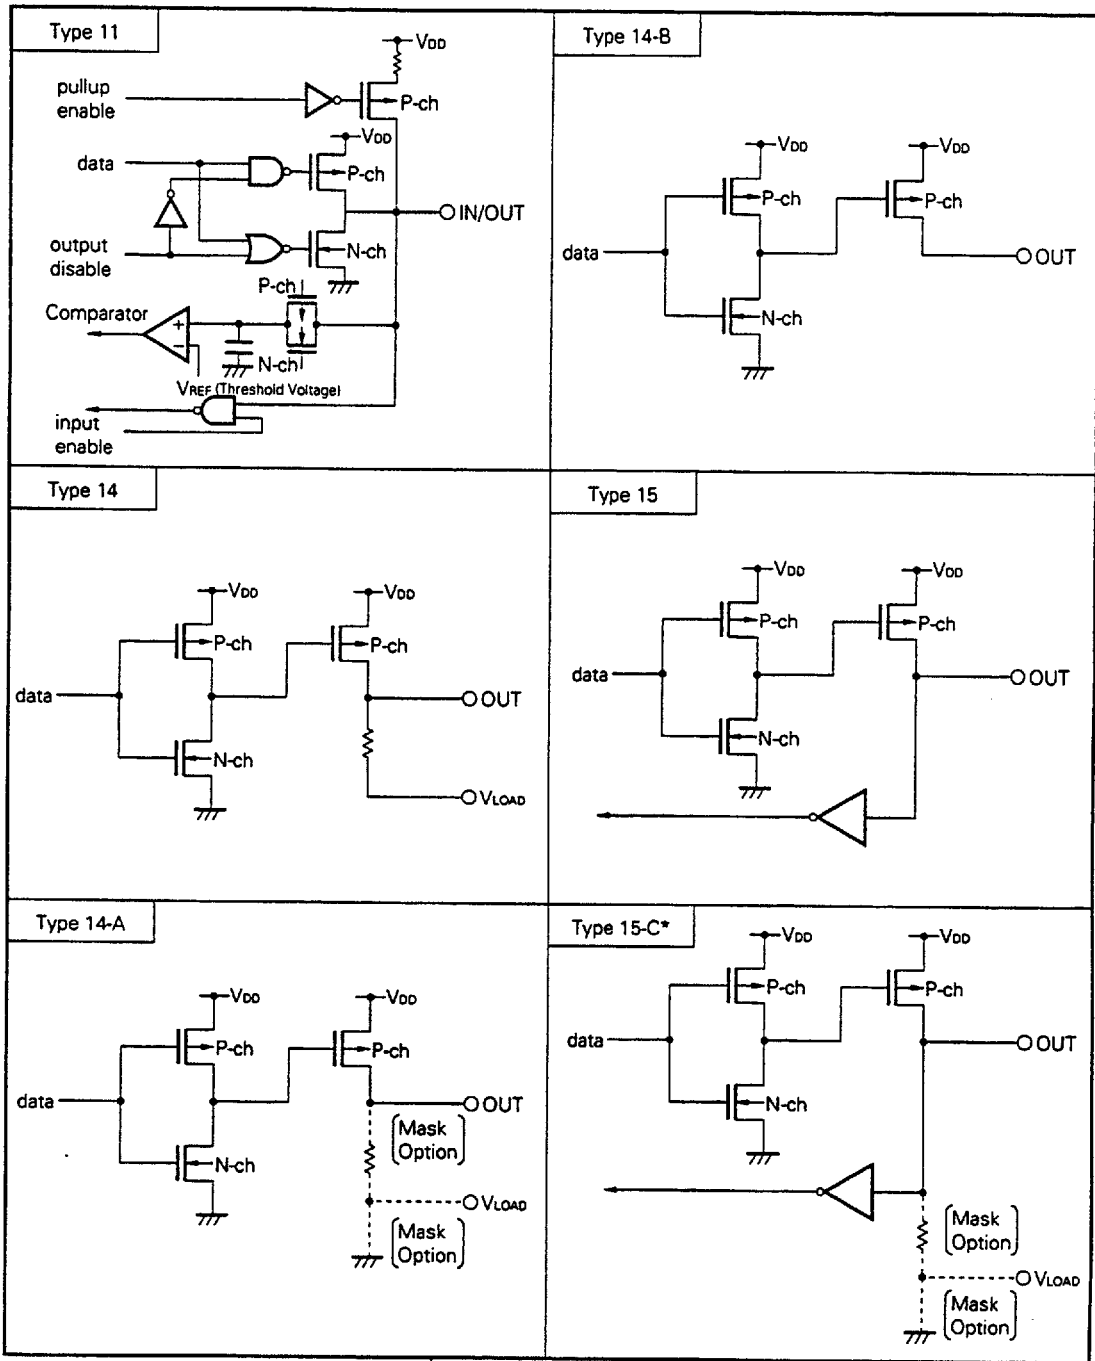 Type 11
VDD
pullup
enable
P-ch
VDD
data
P-ch
IN/OUT
output
disable
N-ch
P-ch
Comparator
+
−
N-ch
VREF (Threshold Voltage)
input
enable
Type 14-B
VDD
VDD
P-ch
P-ch
data
OUT
N-ch
Type 14
VDD
VDD
P-ch
P-ch
data
OUT
N-ch
VLOAD
Type 15
VDD
VDD
P-ch
P-ch
data
OUT
N-ch
Type 14-A
VDD
VDD
P-ch
P-ch
data
OUT
[Mask
Option]
N-ch
VLOAD
[Mask
Option]
Type 15-C*
VDD
VDD
P-ch
P-ch
data
OUT
N-ch
[Mask
Option]
VLOAD
[Mask
Option]